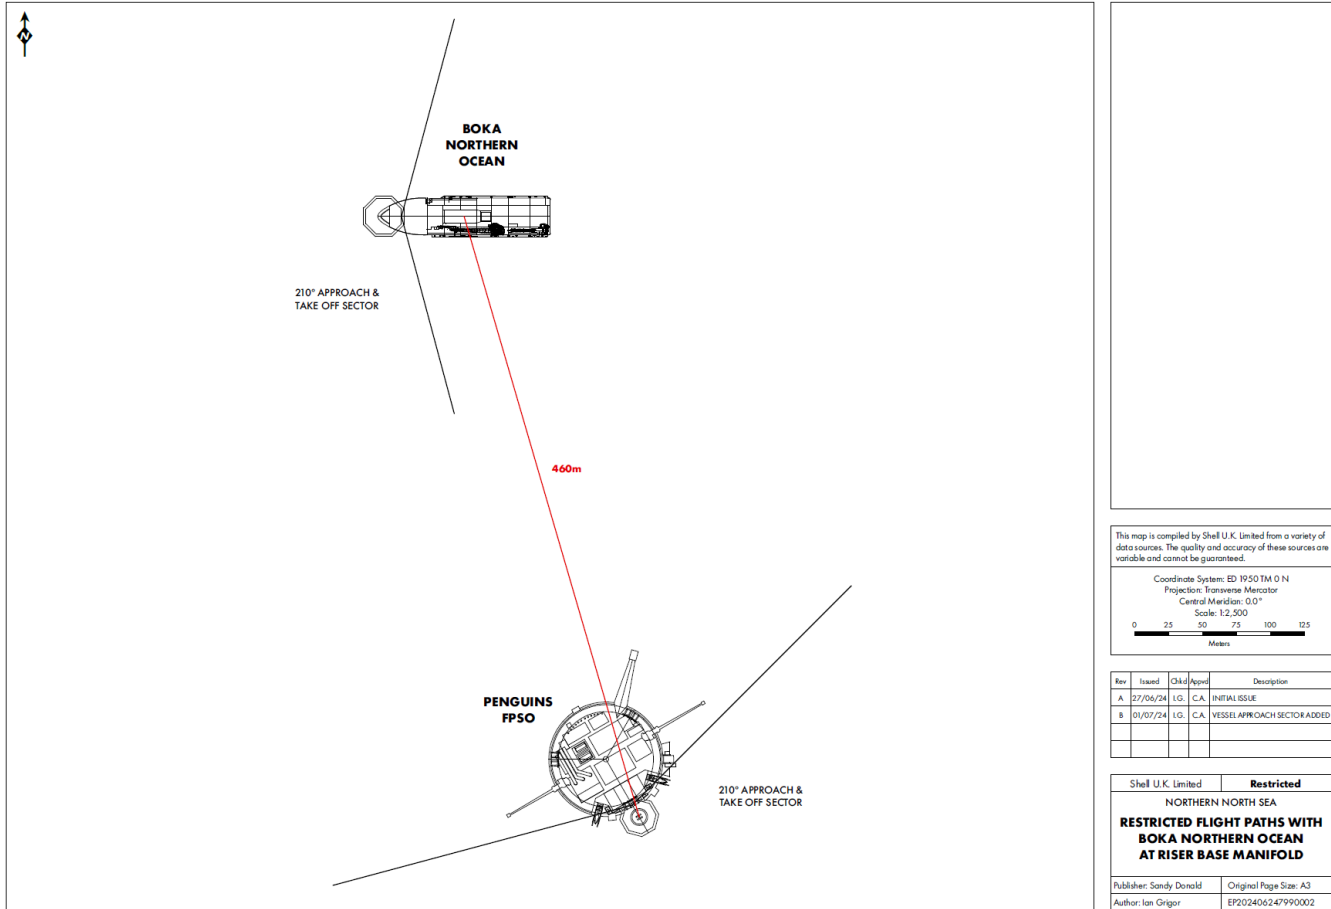 N
BOKA
NORTHERN
OCEAN
210° APPROACH &
TAKE OFF SECTOR
460m
PENGUINS
FPSO
210° APPROACH &
TAKE OFF SECTOR
This map is compiled by Shell U.K. Limited from a variety of
data sources. The quality and accuracy of these sources are
variable and cannot be guaranteed.
Coordinate System: ED 1950 TM 0 N
Projection: Transverse Mercator
Central Meridian: 0.0°
Scale: 1:2,500
0 25 50 75 100 125
Meters
Rev Issued Chkd Appvd Description
A 27/06/24 I.G. C.A. INITIAL ISSUE
B 01/07/24 I.G. C.A. VESSEL APPROACH SECTOR ADDED
Shell U.K. Limited Restricted
NORTHERN NORTH SEA
RESTRICTED FLIGHT PATHS WITH
BOKA NORTHERN OCEAN
AT RISER BASE MANIFOLD
Publisher: Sandy Donald Original Page Size: A3
Author: Ian Grigor EP202406247990002